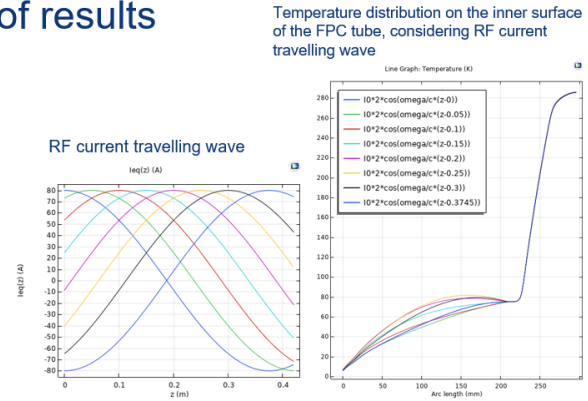 of results
Temperature distribution on the inner surface
of the FPC tube, considering RF current
travelling wave
Line Graph: Temperature (K)
280
260
240
220
200
180
160
140
120
100
80
60
40
20
0
I0*2*cos(omega/c*(z-0))
I0*2*cos(omega/c*(z-0.05))
I0*2*cos(omega/c*(z-0.1))
I0*2*cos(omega/c*(z-0.15))
I0*2*cos(omega/c*(z-0.2))
I0*2*cos(omega/c*(z-0.25))
I0*2*cos(omega/c*(z-0.3))
I0*2*cos(omega/c*(z-0.3745))
0 50 100 150 200 250
Arc length (mm)
RF current travelling wave
Ieq(z) (A)
Ieq(z) (A)
80
70
60
50
40
30
20
10
0
-10
-20
-30
-40
-50
-60
-70
-80
0 0.1 0.2 0.3 0.4
z (m)